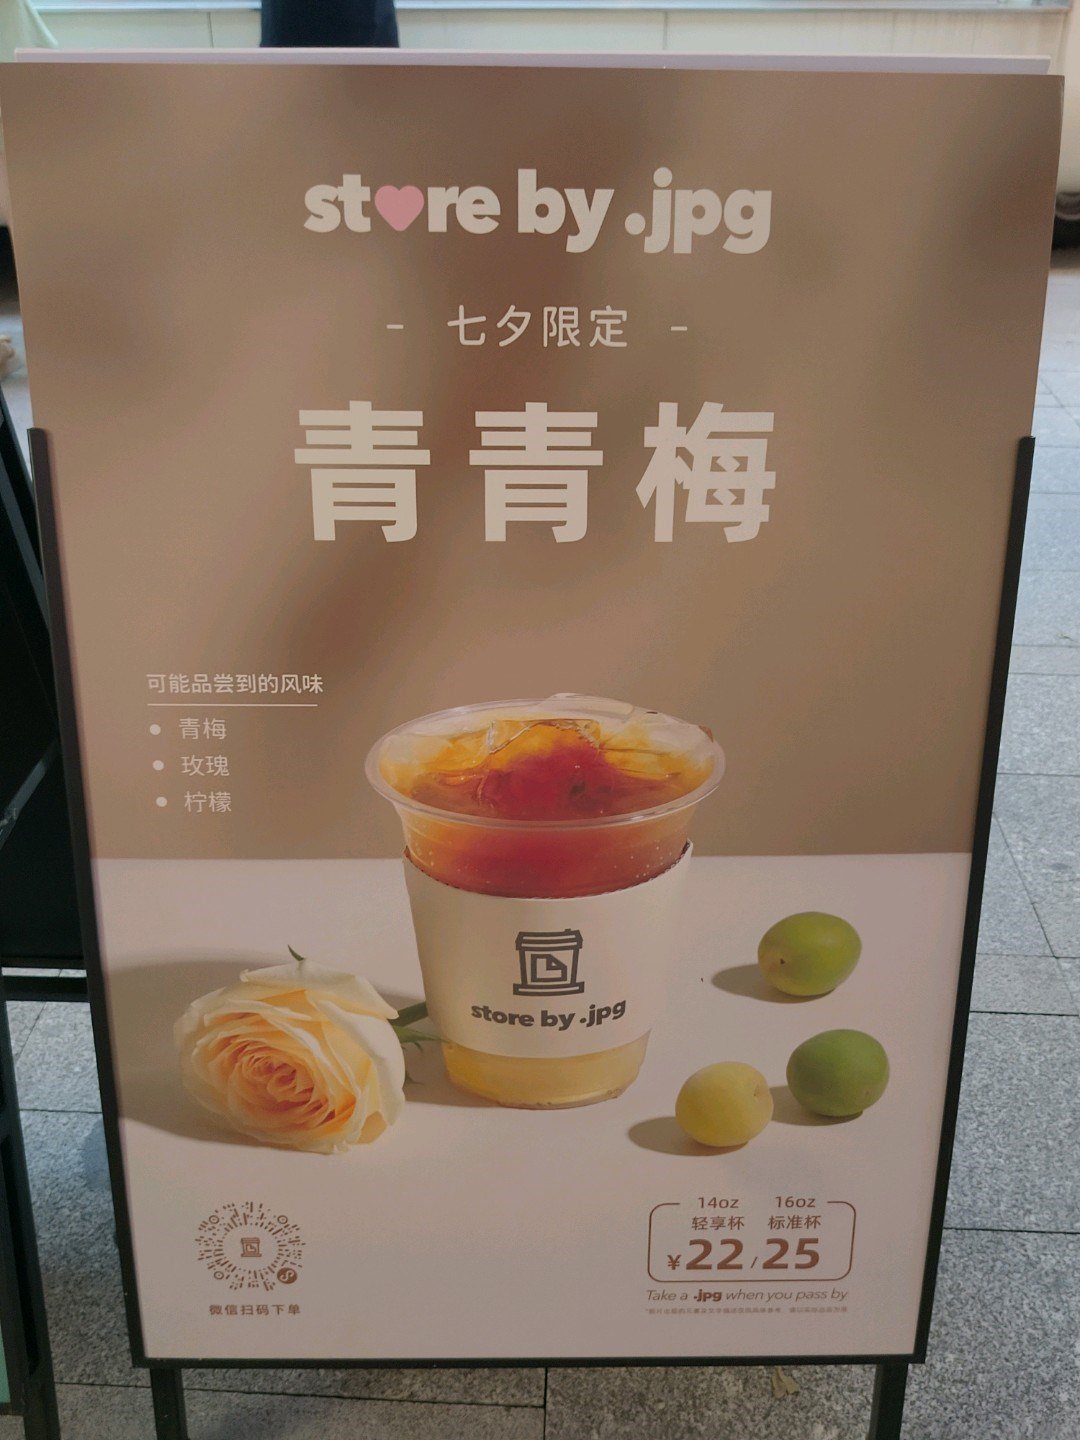 store by .jpg
- 七夕限定 -
青青梅
可能品尝到的风味
• 青梅
• 玫瑰
• 柠檬
store by .jpg
14oz 16oz
轻享杯 标准杯
¥22/25
Take a .jpg when you pass by
微信扫码下单